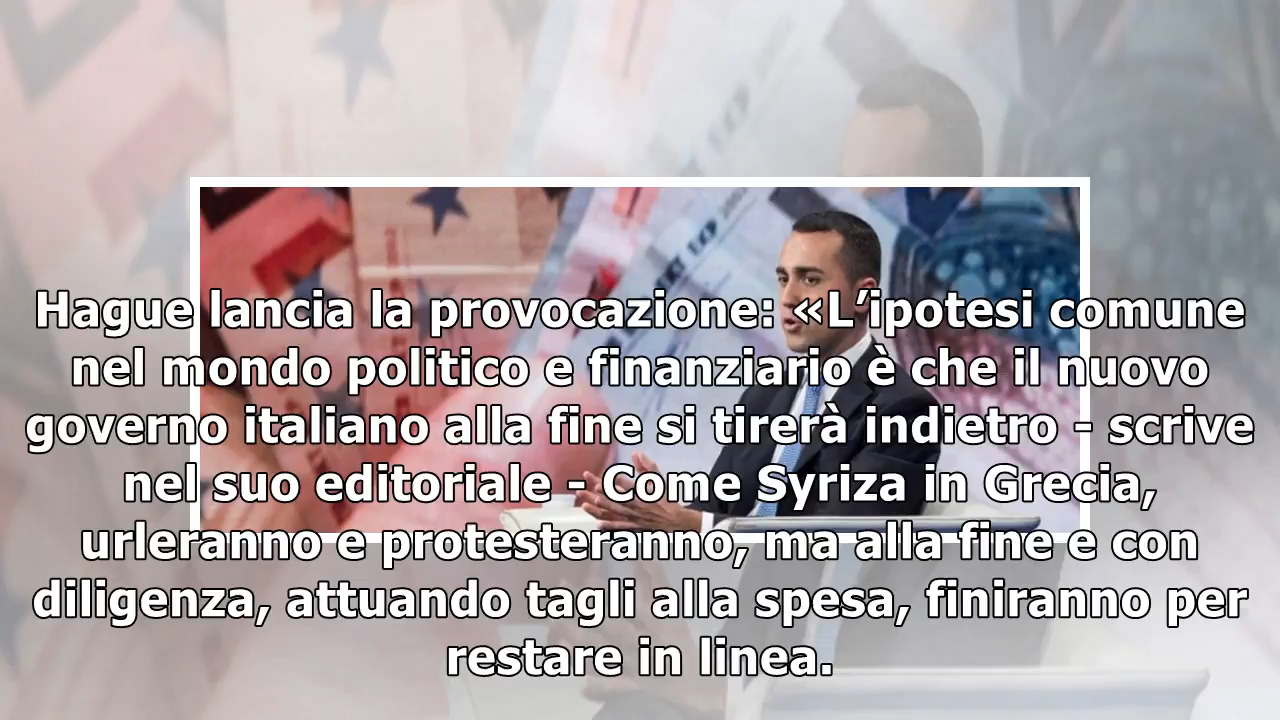 Hague lancia la provocazione: «L’ipotesi comune
nel mondo politico e finanziario è che il nuovo
governo italiano alla fine si tirerà indietro - scrive
nel suo editoriale - Come Syriza in Grecia,
urleranno e protesteranno, ma alla fine e con
diligenza, attuando tagli alla spesa, finiranno per
restare in linea.